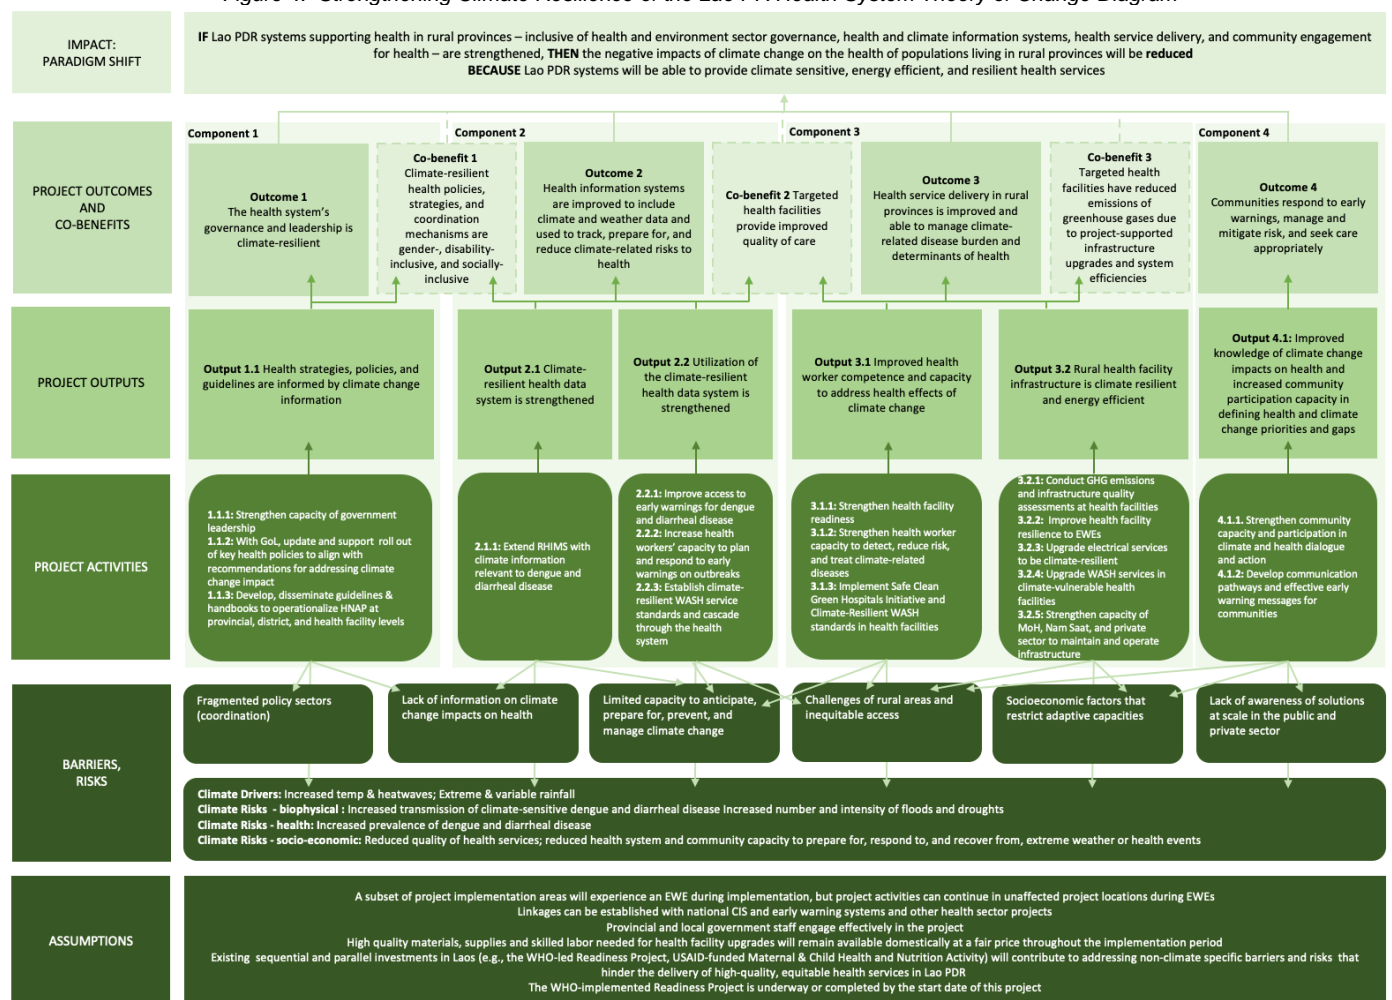 IMPACT:
PARADIGM SHIFT
IF Lao PDR systems supporting health in rural provinces – inclusive of health and environment sector governance, health and climate information systems, health service delivery, and community engagement
for health – are strengthened, THEN the negative impacts of climate change on the health of populations living in rural provinces will be reduced
BECAUSE Lao PDR systems will be able to provide climate sensitive, energy efficient, and resilient health services
PROJECT OUTCOMES
AND
CO-BENEFITS
Component 1
Component 2
Component 3
Component 4
Outcome 1
The health system's
governance and leadership is
climate-resilient
Co-benefit 1
Climate-resilient
health policies,
strategies, and
coordination
mechanisms are
gender-, disability-
inclusive, and socially-
inclusive
Outcome 2
Health information systems
are improved to include
climate and weather data and
used to track, prepare for, and
reduce climate-related risks to
health
Co-benefit 2 Targeted
health facilities
provide improved
quality of care
Outcome 3
Health service delivery in rural
provinces is improved and
able to manage climate-
related disease burden and
determinants of health
Co-benefit 3
Targeted health
facilities have reduced
emissions of
greenhouse gases due
to project-supported
infrastructure
upgrades and system
efficiencies
Outcome 4
Communities respond to early
warnings, manage and
mitigate risk, and seek care
appropriately
PROJECT OUTPUTS
Output 1.1 Health strategies, policies, and
guidelines are informed by climate change
information
Output 2.1 Climate-
resilient health data
system is strengthened
Output 2.2 Utilization of
the climate-resilient
health data system is
strengthened
Output 3.1 Improved health
worker competence and capacity
to address health effects of
climate change
Output 3.2 Rural health facility
infrastructure is climate resilient
and energy efficient
Output 4.1: Improved
knowledge of climate change
impacts on health and
increased community
participation capacity in
defining health and climate
change priorities and gaps
PROJECT ACTIVITIES
1.1.1: Strengthen capacity of government
leadership
1.1.2: With GoL, update and support roll out
of key health policies to align with
recommendations for addressing climate
change impact
1.1.3: Develop, disseminate guidelines &
handbooks to operationalize HNAP at
provincial, district, and health facility levels
2.1.1: Extend RHIMS with
climate information
relevant to dengue and
diarrheal disease
2.2.1: Improve access to
early warnings for dengue
and diarrheal disease
2.2.2: Increase health
workers' capacity to plan
and respond to early
warnings on outbreaks
2.2.3: Establish climate-
resilient WASH service
standards and cascade
through the health
system
3.1.1: Strengthen health facility
readiness
3.1.2: Strengthen health worker
capacity to detect, reduce risk,
and treat climate-related
diseases
3.1.3: Implement Safe Clean
Green Hospitals Initiative and
Climate-Resilient WASH
standards in health facilities
3.2.1: Conduct GHG emissions
and infrastructure quality
assessments at health facilities
3.2.2: Improve health facility
resilience to EWEs
3.2.3: Upgrade electrical services
to be climate-resilient
3.2.4: Upgrade WASH services in
climate-vulnerable health
facilities
3.2.5: Strengthen capacity of
MoH, Nam Saat, and private
sector to maintain and operate
infrastructure
4.1.1. Strengthen community
capacity and participation in
climate and health dialogue
and action
4.1.2: Develop communication
pathways and effective early
warning messages for
communities
BARRIERS,
RISKS
Fragmented policy sectors
(coordination)
Lack of information on climate
change impacts on health
Limited capacity to anticipate,
prepare for, prevent, and
manage climate change
Challenges of rural areas and
inequitable access
Socioeconomic factors that
restrict adaptive capacities
Lack of awareness of solutions
at scale in the public and
private sector
Climate Drivers: Increased temp & heatwaves; Extreme & variable rainfall
Climate Risks - biophysical : Increased transmission of climate-sensitive dengue and diarrheal disease Increased number and intensity of floods and droughts
Climate Risks - health: Increased prevalence of dengue and diarrheal disease
Climate Risks - socio-economic: Reduced quality of health services; reduced health system and community capacity to prepare for, respond to, and recover from, extreme weather or health events
ASSUMPTIONS
A subset of project implementation areas will experience an EWE during implementation, but project activities can continue in unaffected project locations during EWEs
Linkages can be established with national CIS and early warning systems and other health sector projects
Provincial and local government staff engage effectively in the project
High quality materials, supplies and skilled labor needed for health facility upgrades will remain available domestically at a fair price throughout the implementation period
Existing sequential and parallel investments in Laos (e.g., the WHO-led Readiness Project, USAID-funded Maternal & Child Health and Nutrition Activity) will contribute to addressing non-climate specific barriers and risks that
hinder the delivery of high-quality, equitable health services in Lao PDR
The WHO-implemented Readiness Project is underway or completed by the start date of this project